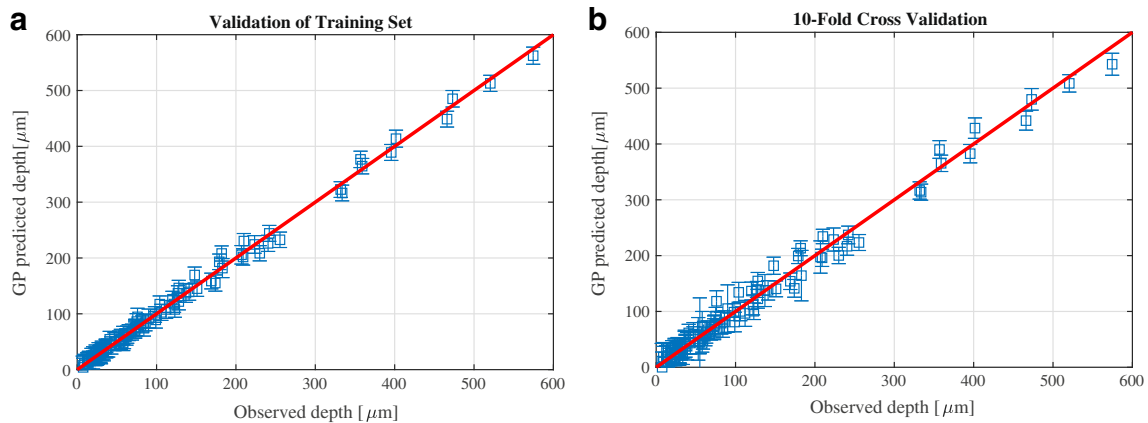 a
Validation of Training Set
600
500
400
300
200
100
0
0 100 200 300 400 500 600
GP predicted depth[μm]
Observed depth [μm]
b
10-Fold Cross Validation
600
500
400
300
200
100
0
0 100 200 300 400 500 600
GP predicted depth[μm]
Observed depth [μm]